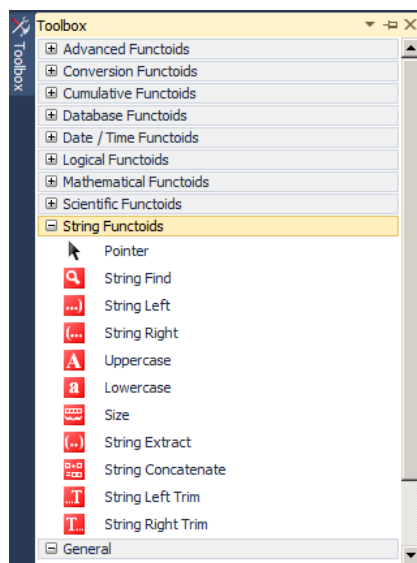 Toolbox
Toolbox
Advanced Functoids
Conversion Functoids
Cumulative Functoids
Database Functoids
Date / Time Functoids
Logical Functoids
Mathematical Functoids
Scientific Functoids
String Functoids
Pointer
String Find
...) String Left
(... String Right
A Uppercase
a Lowercase
Size
(..) String Extract
String Concatenate
...T String Left Trim
T... String Right Trim
General